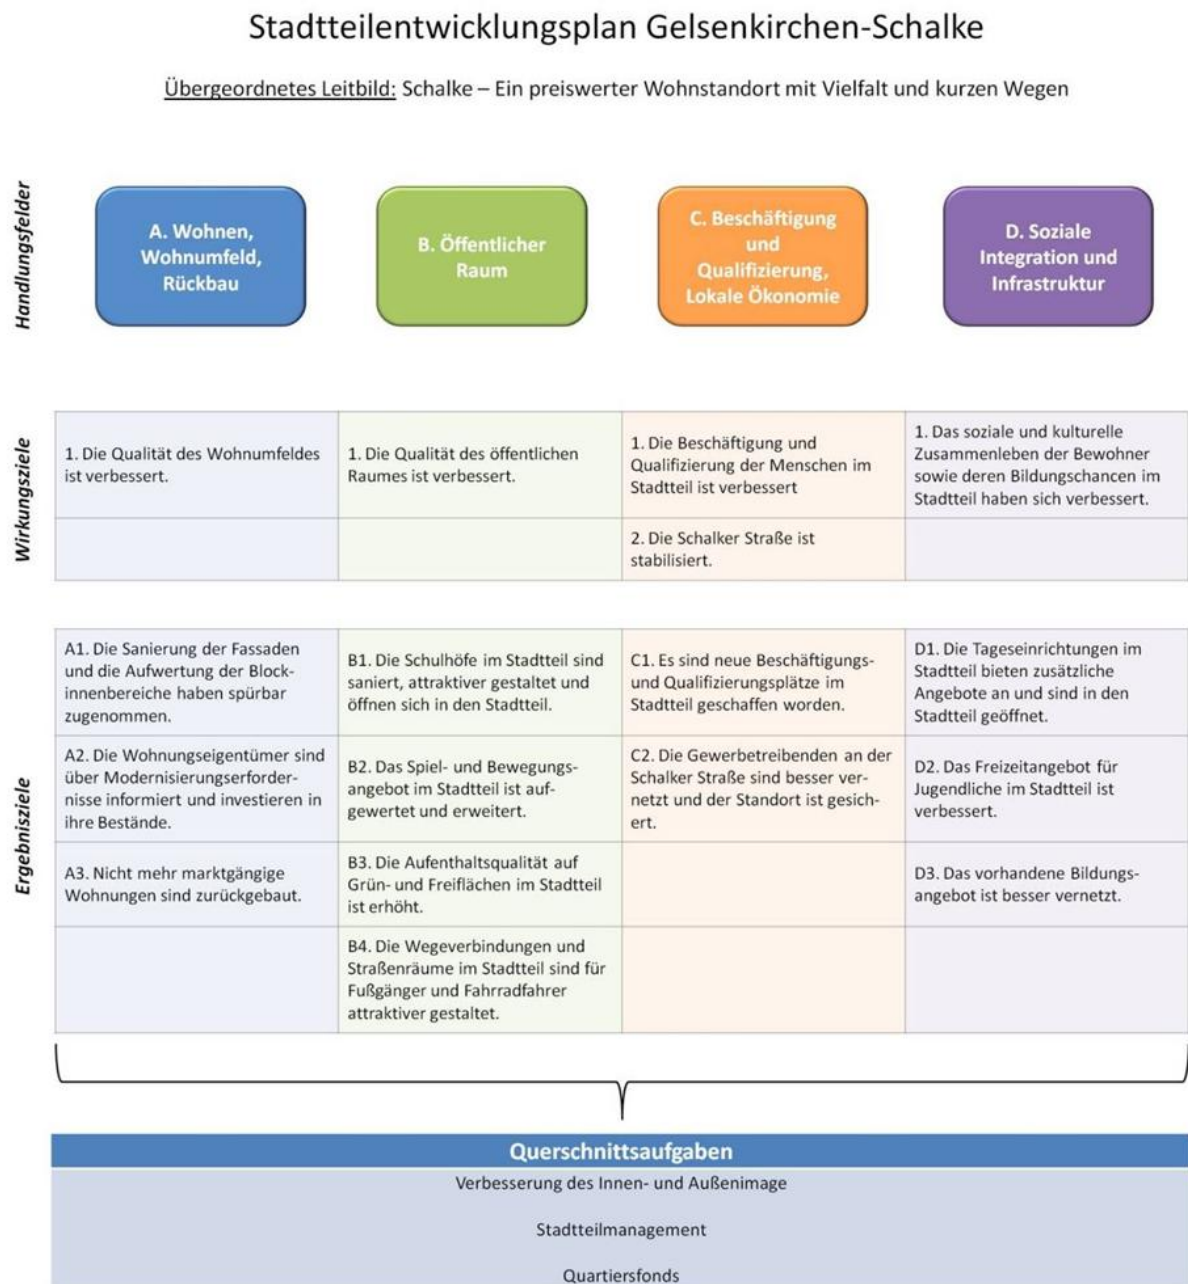 Stadtteilentwicklungsplan Gelsenkirchen-Schalke
Übergeordnetes Leitbild: Schalke – Ein preiswerter Wohnstandort mit Vielfalt und kurzen Wegen
Handlungsfelder
A. Wohnen,
Wohnumfeld,
Rückbau
B. Öffentlicher
Raum
C. Beschäftigung
und
Qualifizierung,
Lokale Ökonomie
D. Soziale
Integration und
Infrastruktur
Wirkungsziele
1. Die Qualität des Wohnumfeldes
ist verbessert.
1. Die Qualität des öffentlichen
Raumes ist verbessert.
1. Die Beschäftigung und
Qualifizierung der Menschen im
Stadtteil ist verbessert
1. Das soziale und kulturelle
Zusammenleben der Bewohner
sowie deren Bildungschancen im
Stadtteil haben sich verbessert.
2. Die Schalker Straße ist
stabilisiert.
Ergebnisziele
A1. Die Sanierung der Fassaden
und die Aufwertung der Block-
innenbereiche haben spürbar
zugenommen.
B1. Die Schulhöfe im Stadtteil sind
saniert, attraktiver gestaltet und
öffnen sich in den Stadtteil.
C1. Es sind neue Beschäftigungs-
und Qualifizierungsplätze im
Stadtteil geschaffen worden.
D1. Die Tageseinrichtungen im
Stadtteil bieten zusätzliche
Angebote an und sind in den
Stadtteil geöffnet.
A2. Die Wohnungseigentümer sind
über Modernisierungserforder-
nisse informiert und investieren in
ihre Bestände.
B2. Das Spiel- und Bewegungs-
angebot im Stadtteil ist auf-
gewertet und erweitert.
C2. Die Gewerbetreibenden an der
Schalker Straße sind besser ver-
netzt und der Standort ist gesich-
ert.
D2. Das Freizeitangebot für
Jugendliche im Stadtteil ist
verbessert.
A3. Nicht mehr marktgängige
Wohnungen sind zurückgebaut.
B3. Die Aufenthaltsqualität auf
Grün- und Freiflächen im Stadtteil
ist erhöht.
D3. Das vorhandene Bildungs-
angebot ist besser vernetzt.
B4. Die Wegeverbindungen und
Straßenräume im Stadtteil sind für
Fußgänger und Fahrradfahrer
attraktiver gestaltet.
Querschnittsaufgaben
Verbesserung des Innen- und Außenimage
Stadtteilmanagement
Quartiersfonds